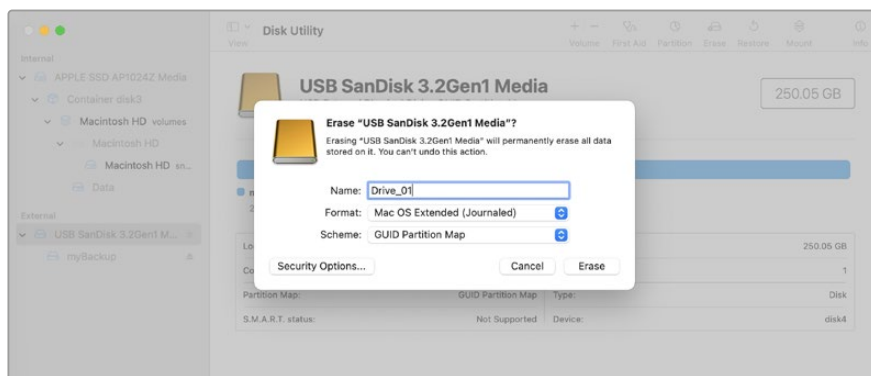 Disk Utility
View
Volume First Aid Partition Erase Restore Mount Info
Internal
APPLE SSD AP1024Z Media
Container disk3
Macintosh HD volumes
Macintosh HD
Macintosh HD sn...
Data
External
USB SanDisk 3.2Gen1 M...
myBackup
USB SanDisk 3.2Gen1 Media
250.05 GB
Erase “USB SanDisk 3.2Gen1 Media”?
Erasing “USB SanDisk 3.2Gen1 Media” will permanently erase all data
stored on it. You can't undo this action.
Name: Drive_01
Format: Mac OS Extended (Journaled)
Scheme: GUID Partition Map
Security Options... Cancel Erase
250.05 GB
1
Partition Map: GUID Partition Map Type: Disk
S.M.A.R.T. status: Not Supported Device: disk4